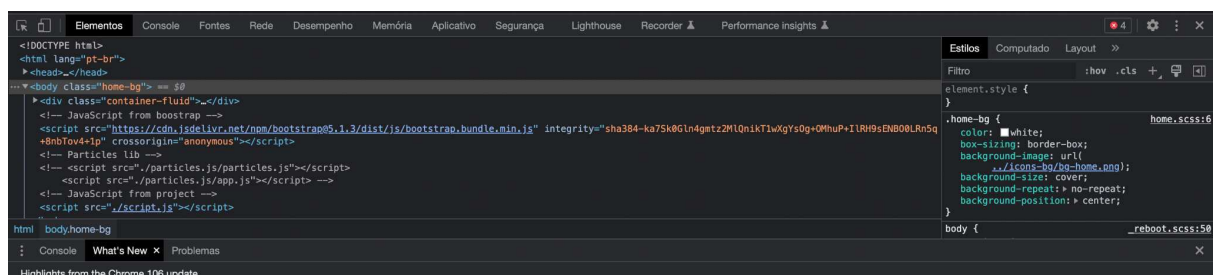 Elementos Console Fontes Rede Desempenho Memória Aplicativo Segurança Lighthouse Recorder Performance insights 4
<!DOCTYPE html>
<html lang="pt-br">
▶<head>…</head>
…▼<body class="home-bg"> == $0
▶<div class="container-fluid">…</div>
<!-- JavaScript from boostrap -->
<script src="https://cdn.jsdelivr.net/npm/bootstrap@5.1.3/dist/js/bootstrap.bundle.min.js" integrity="sha384-ka7Sk0Gln4gmtz2MlQnikT1wXgYsOg+OMhuP+IlRH9sENBO0LRn5q
+8nbTov4+1p" crossorigin="anonymous"></script>
<!-- Particles lib -->
<!-- <script src="./particles.js/particles.js"></script>
<script src="./particles.js/app.js"></script> -->
<!-- JavaScript from project -->
<script src="./script.js"></script>
html body.home-bg
Estilos Computado Layout »
Filtro :hov .cls +
element.style {
}
.home-bg { home.scss:6
color: white;
box-sizing: border-box;
background-image: url(
../icons-bg/bg-home.png);
background-size: cover;
background-repeat: ▶ no-repeat;
background-position: ▶ center;
}
body { _reboot.scss:50
Console What's New × Problemas ×
Highlights from the Chrome 106 update